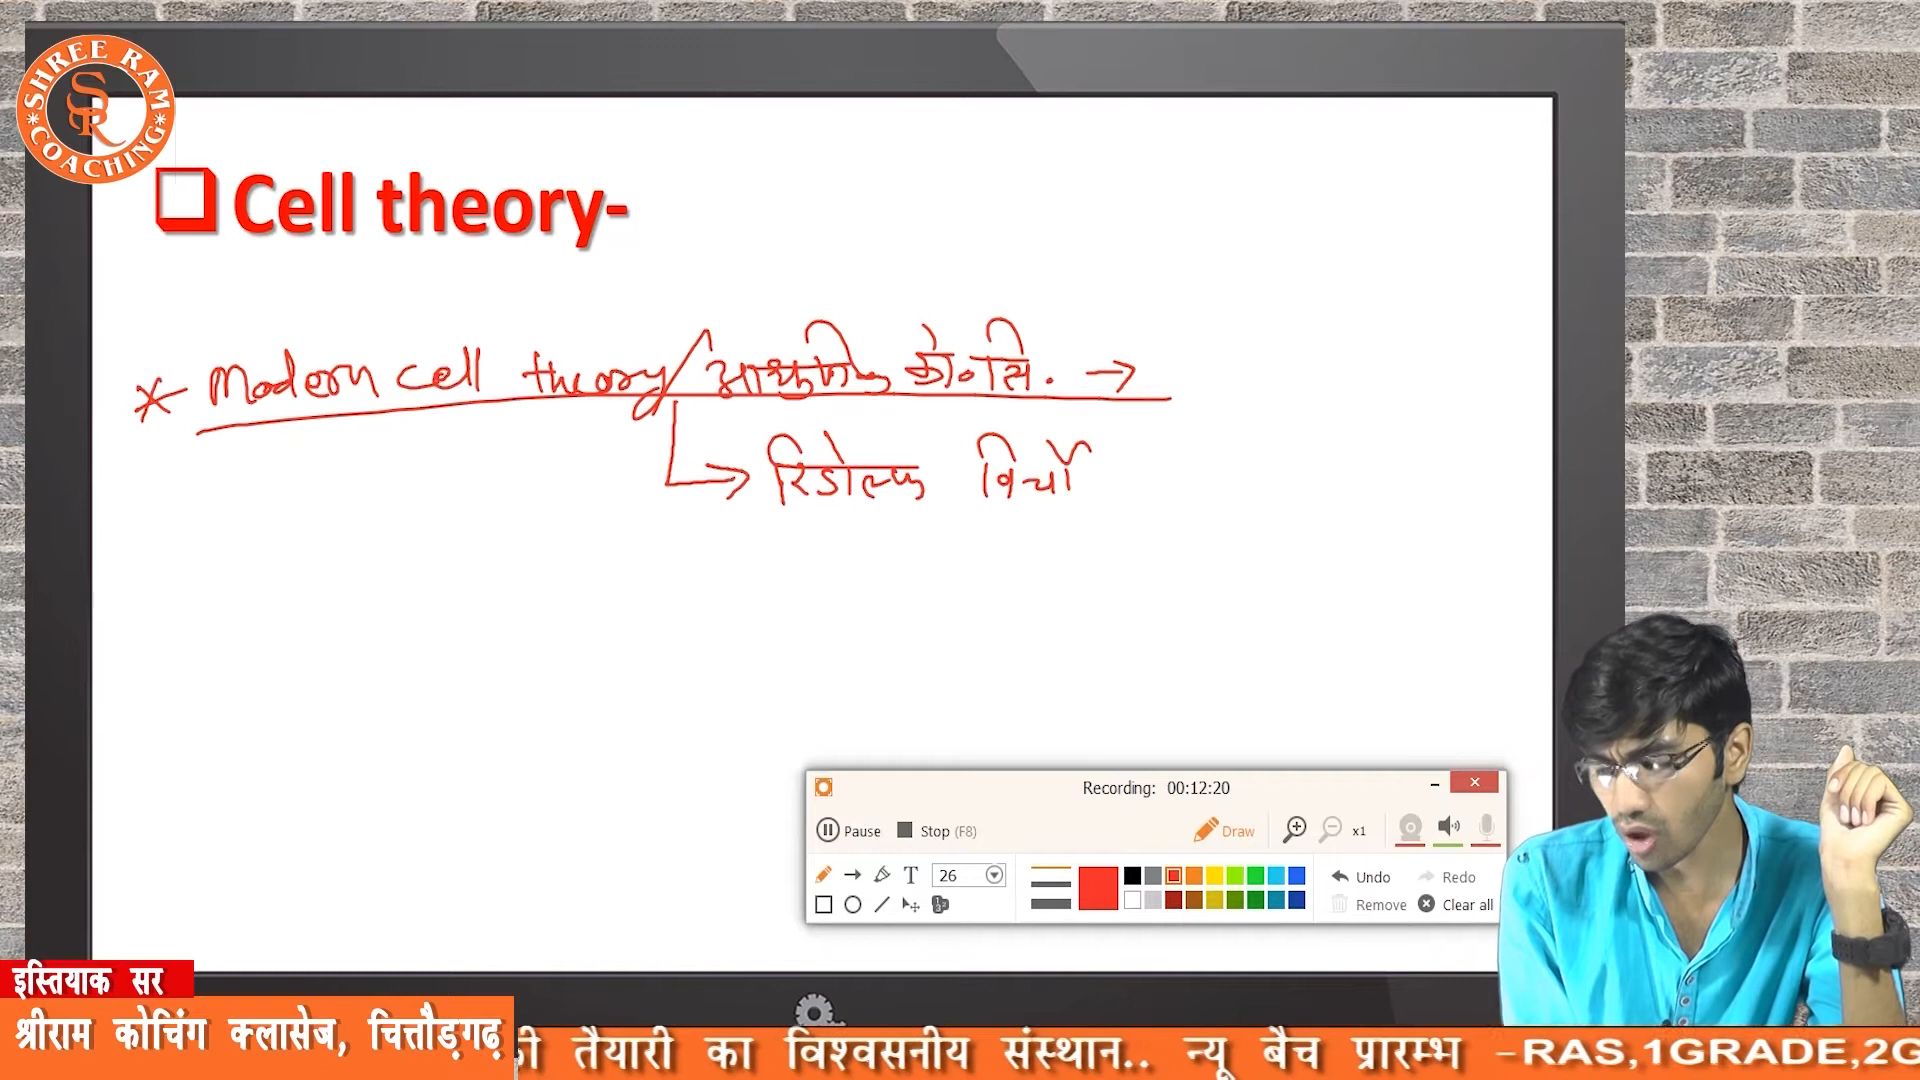 SHREE RAM
COACHING
SR
Cell theory-
* Modern cell theory / आधुनिक को. सि. →
→ रिडोल्फ विर्चो
Recording: 00:12:20
Pause Stop (F8) Draw x1
T 26 Undo Redo
Remove Clear all
इस्तियाक सर
श्रीराम कोचिंग क्लासेज, चित्तौड़गढ़
की तैयारी का विश्वसनीय संस्थान.. न्यू बैच प्रारम्भ -RAS,1GRADE,2G